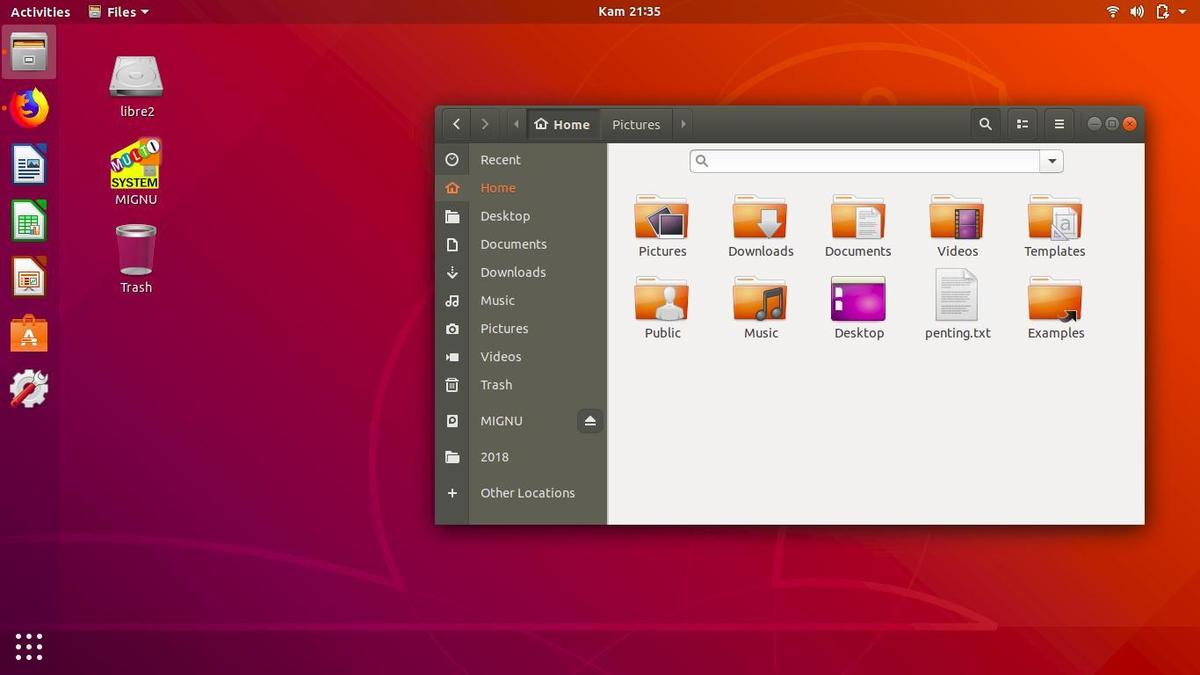 Activities Files Kam 21:35
libre2
MULTI
SYSTEM
MIGNU
Trash
Home Pictures
Recent
Home
Desktop
Documents
Downloads
Music
Pictures
Videos
Trash
MIGNU
2018
Other Locations
Pictures Downloads Documents Videos Templates
Public Music Desktop penting.txt Examples